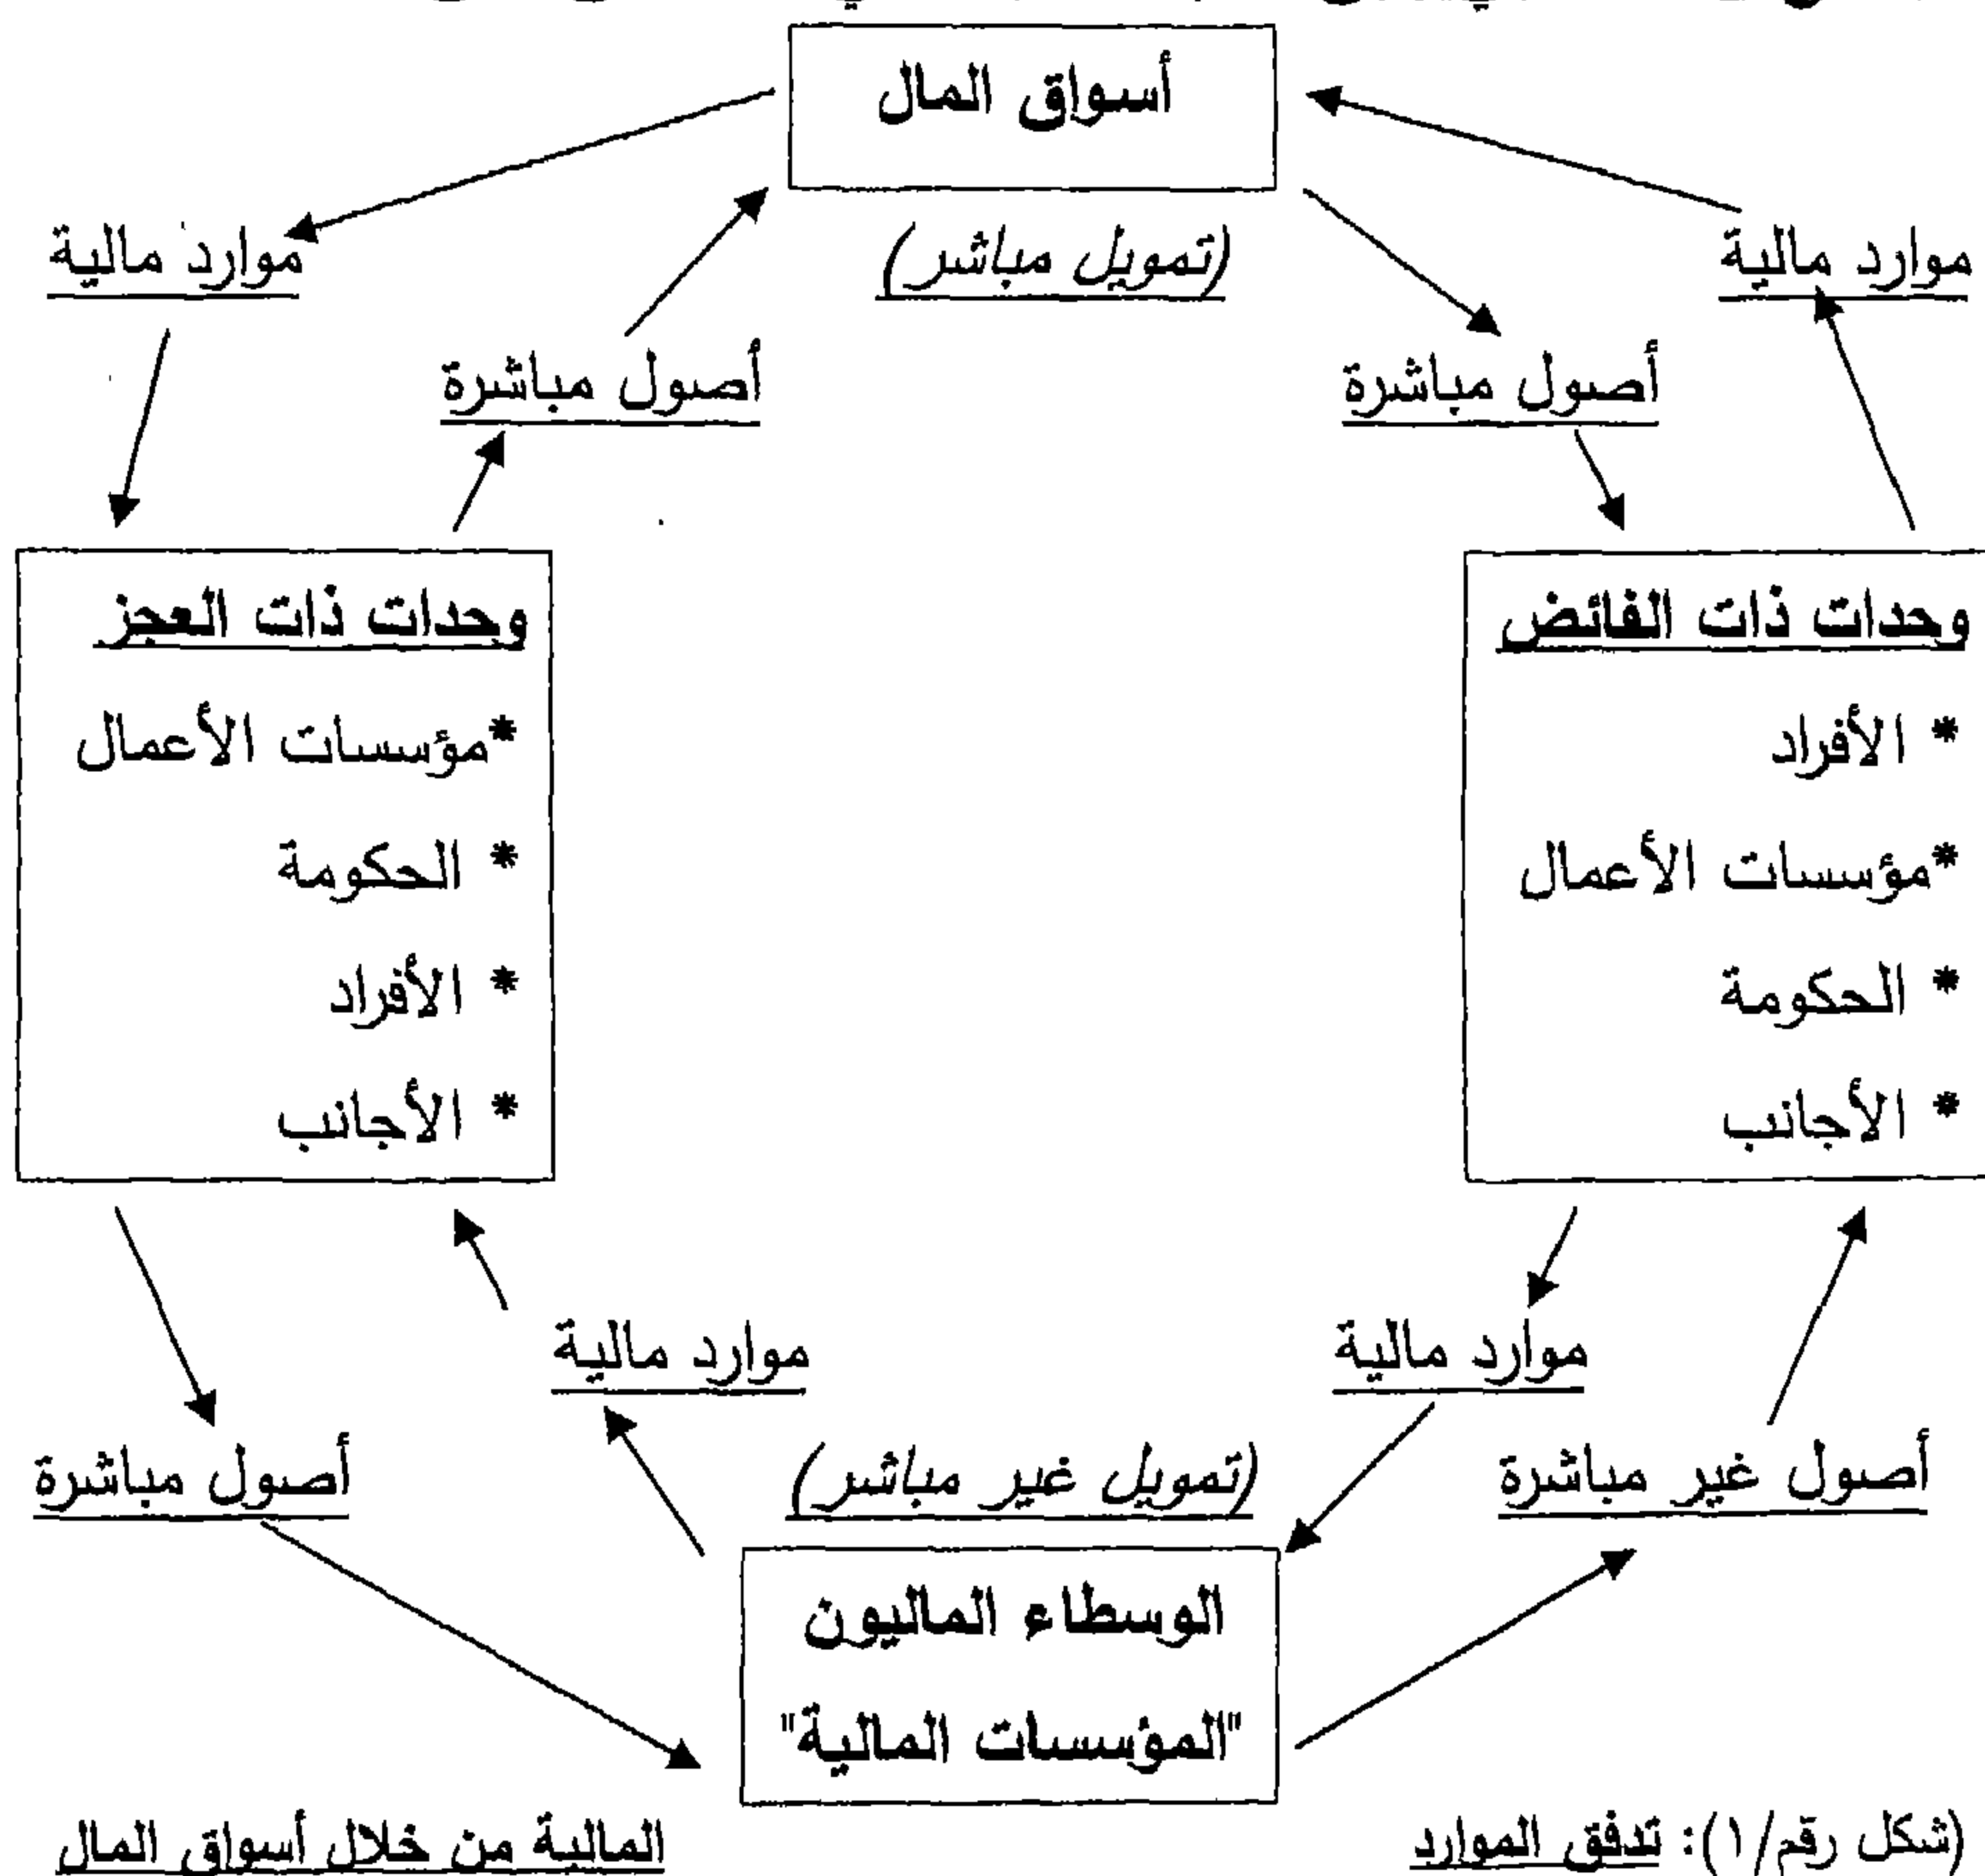 أسواق المال
(تمويل مباشر)
موارد مالية
موارد مالية
أصول مباشرة
أصول مباشرة
وحدات ذات الفائض
* الأفراد
*مؤسسات الأعمال
* الحكومة
* الأجانب
وحدات ذات العجز
*مؤسسات الأعمال
* الحكومة
* الأفراد
* الأجانب
موارد مالية
موارد مالية
أصول غير مباشرة
(تمويل غير مباشر)
أصول مباشرة
الوسطاء الماليون
"المؤسسات المالية"
(شكل رقم/١): تدفق الموارد المالية من خلال أسواق المال